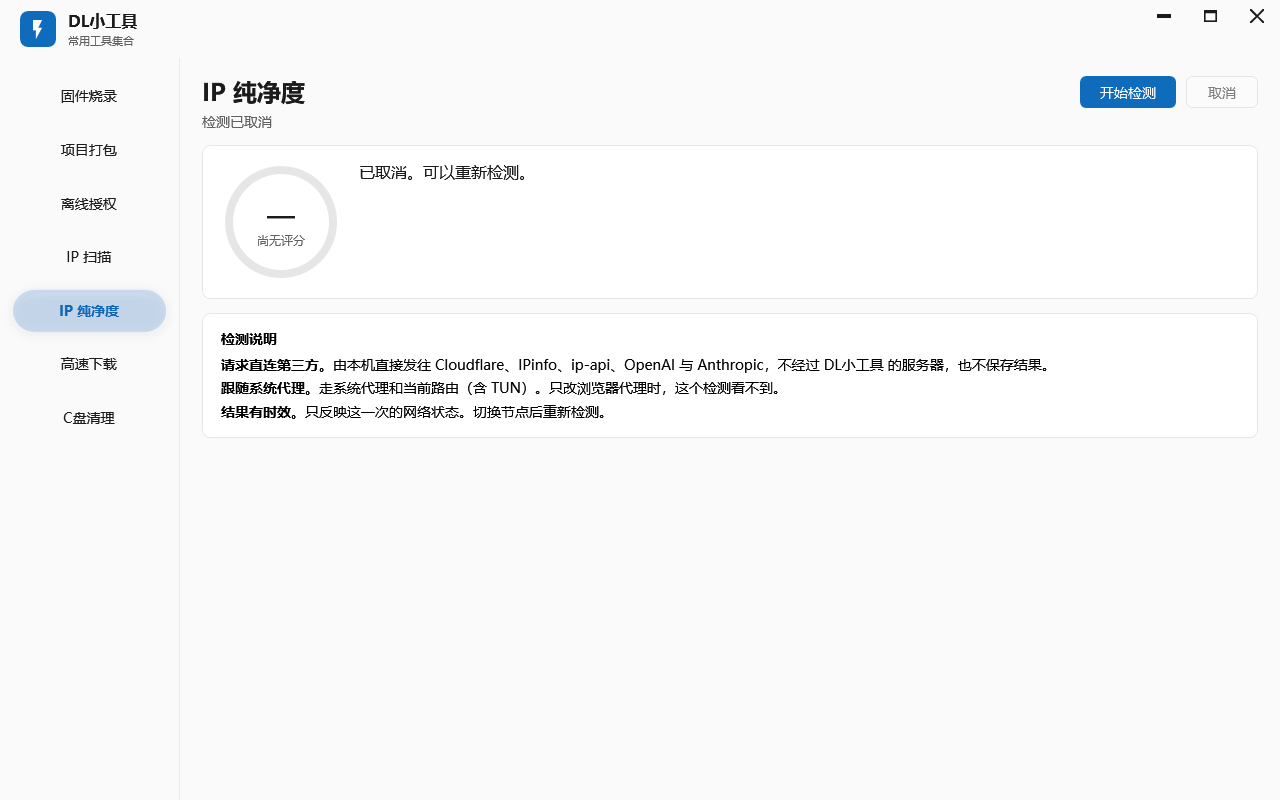 DL小工具
常用工具集合
固件烧录
项目打包
离线授权
IP 扫描
IP 纯净度
高速下载
C盘清理
IP 纯净度
检测已取消
开始检测
取消
—
尚无评分
已取消。可以重新检测。
检测说明
请求直连第三方。由本机直接发往 Cloudflare、IPinfo、ip-api、OpenAI 与 Anthropic，不经过 DL小工具 的服务器，也不保存结果。
跟随系统代理。走系统代理和当前路由（含 TUN）。只改浏览器代理时，这个检测看不到。
结果有时效。只反映这一次的网络状态。切换节点后重新检测。